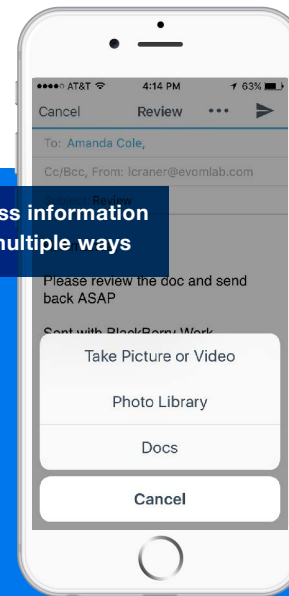 ●●●●○ AT&T 4:14 PM 63%
Cancel Review •••
To: Amanda Cole,
Cc/Bcc, From: lcraner@evomlab.com
Review
ss information
multiple ways
Please review the doc and send
back ASAP
Sent with BlackBerry Work
Take Picture or Video
Photo Library
Docs
Cancel